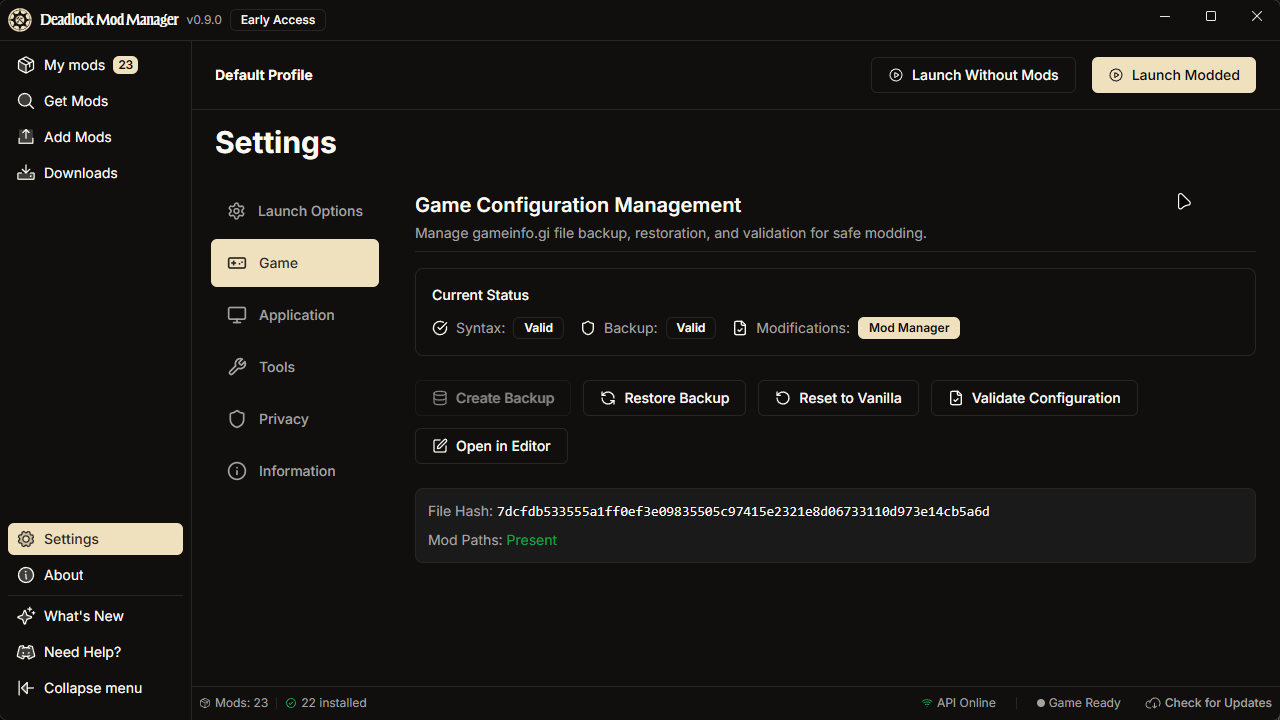 Deadlock Mod Manager v0.9.0 Early Access
My mods 23
Get Mods
Add Mods
Downloads
Settings
About
What's New
Need Help?
Collapse menu
Default Profile
Launch Without Mods
Launch Modded
Settings
Launch Options
Game
Application
Tools
Privacy
Information
Game Configuration Management
Manage gameinfo.gi file backup, restoration, and validation for safe modding.
Current Status
Syntax: Valid Backup: Valid Modifications: Mod Manager
Create Backup Restore Backup Reset to Vanilla Validate Configuration
Open in Editor
File Hash: 7dcfdb533555a1ff0ef3e09835505c97415e2321e8d06733110d973e14cb5a6d
Mod Paths: Present
Mods: 23 22 installed API Online Game Ready Check for Updates